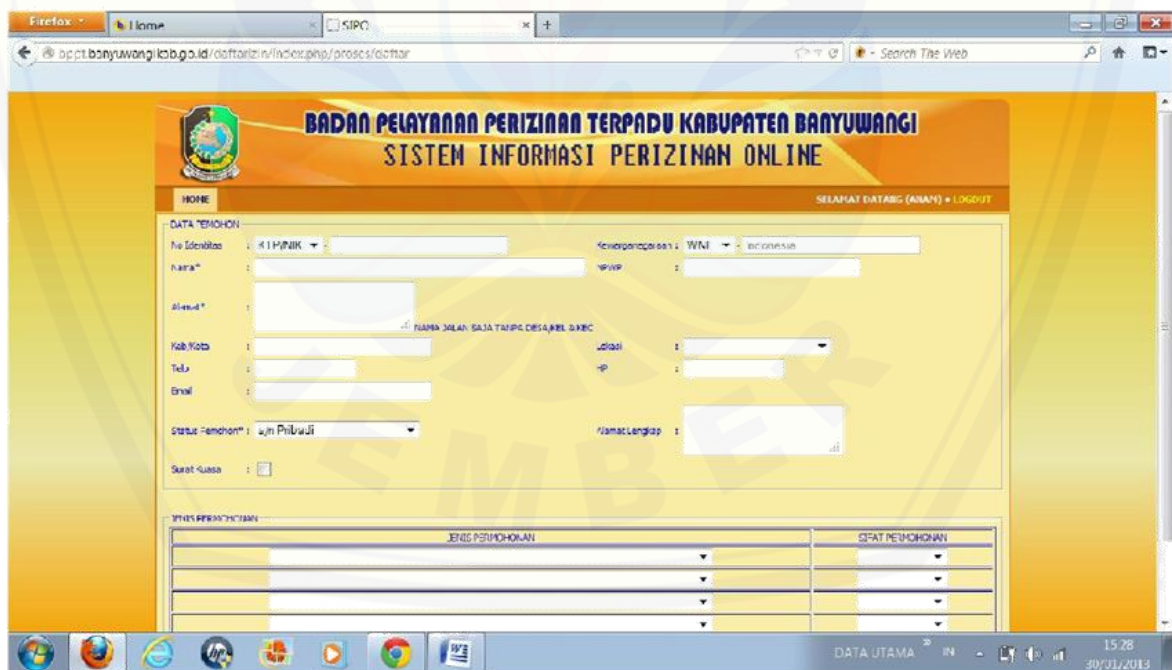 Firefox
Home
SIPO
bppt.banyuwangikab.go.id/daftarizin/index.php/proses/daftar
Search The Web
BADAN PELAYANAN PERIZINAN TERPADU KABUPATEN BANYUWANGI
SISTEM INFORMASI PERIZINAN ONLINE
HOME
SELAMAT DATANG (ANAM) • LOGOUT
DATA PEMOHON
No Identitas : KTP/NIK -
Kewarganegaraan : WNI - Indonesia
Nama* :
NPWP :
Alamat* :
NAMA JALAN SAJA TANPA DESA/KEL & KEC
Kab/Kota :
Lokasi :
Telp :
HP :
Email :
Status Pemohon* : a/n Pribadi
Alamat Lengkap :
Surat Kuasa :
JENIS PERMOHONAN
JENIS PERMOHONAN
SIFAT PERMOHONAN
JEMBER
DATA UTAMA
IN
15:28
30/01/2013